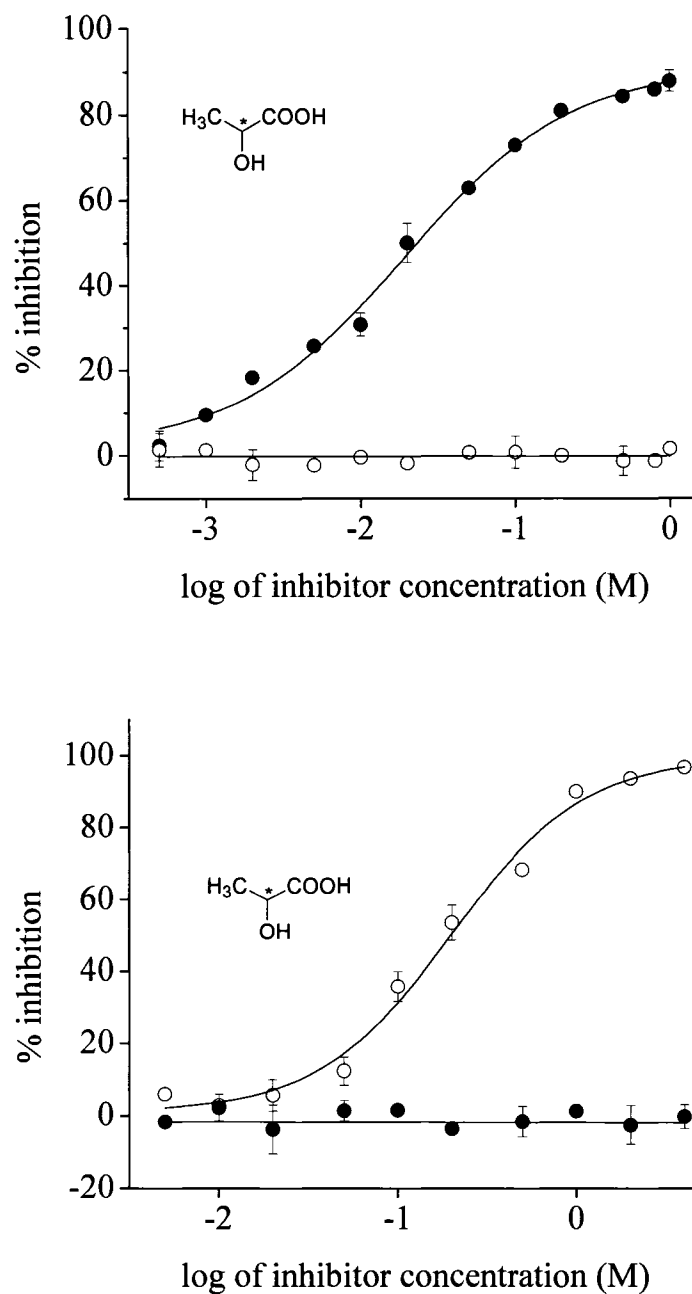 100
80
60
40
20
0
% inhibition
H3C
*
COOH
OH
-3
-2
-1
0
log of inhibitor concentration (M)
100
80
60
40
20
0
-20
% inhibition
H3C
*
COOH
OH
-2
-1
0
log of inhibitor concentration (M)